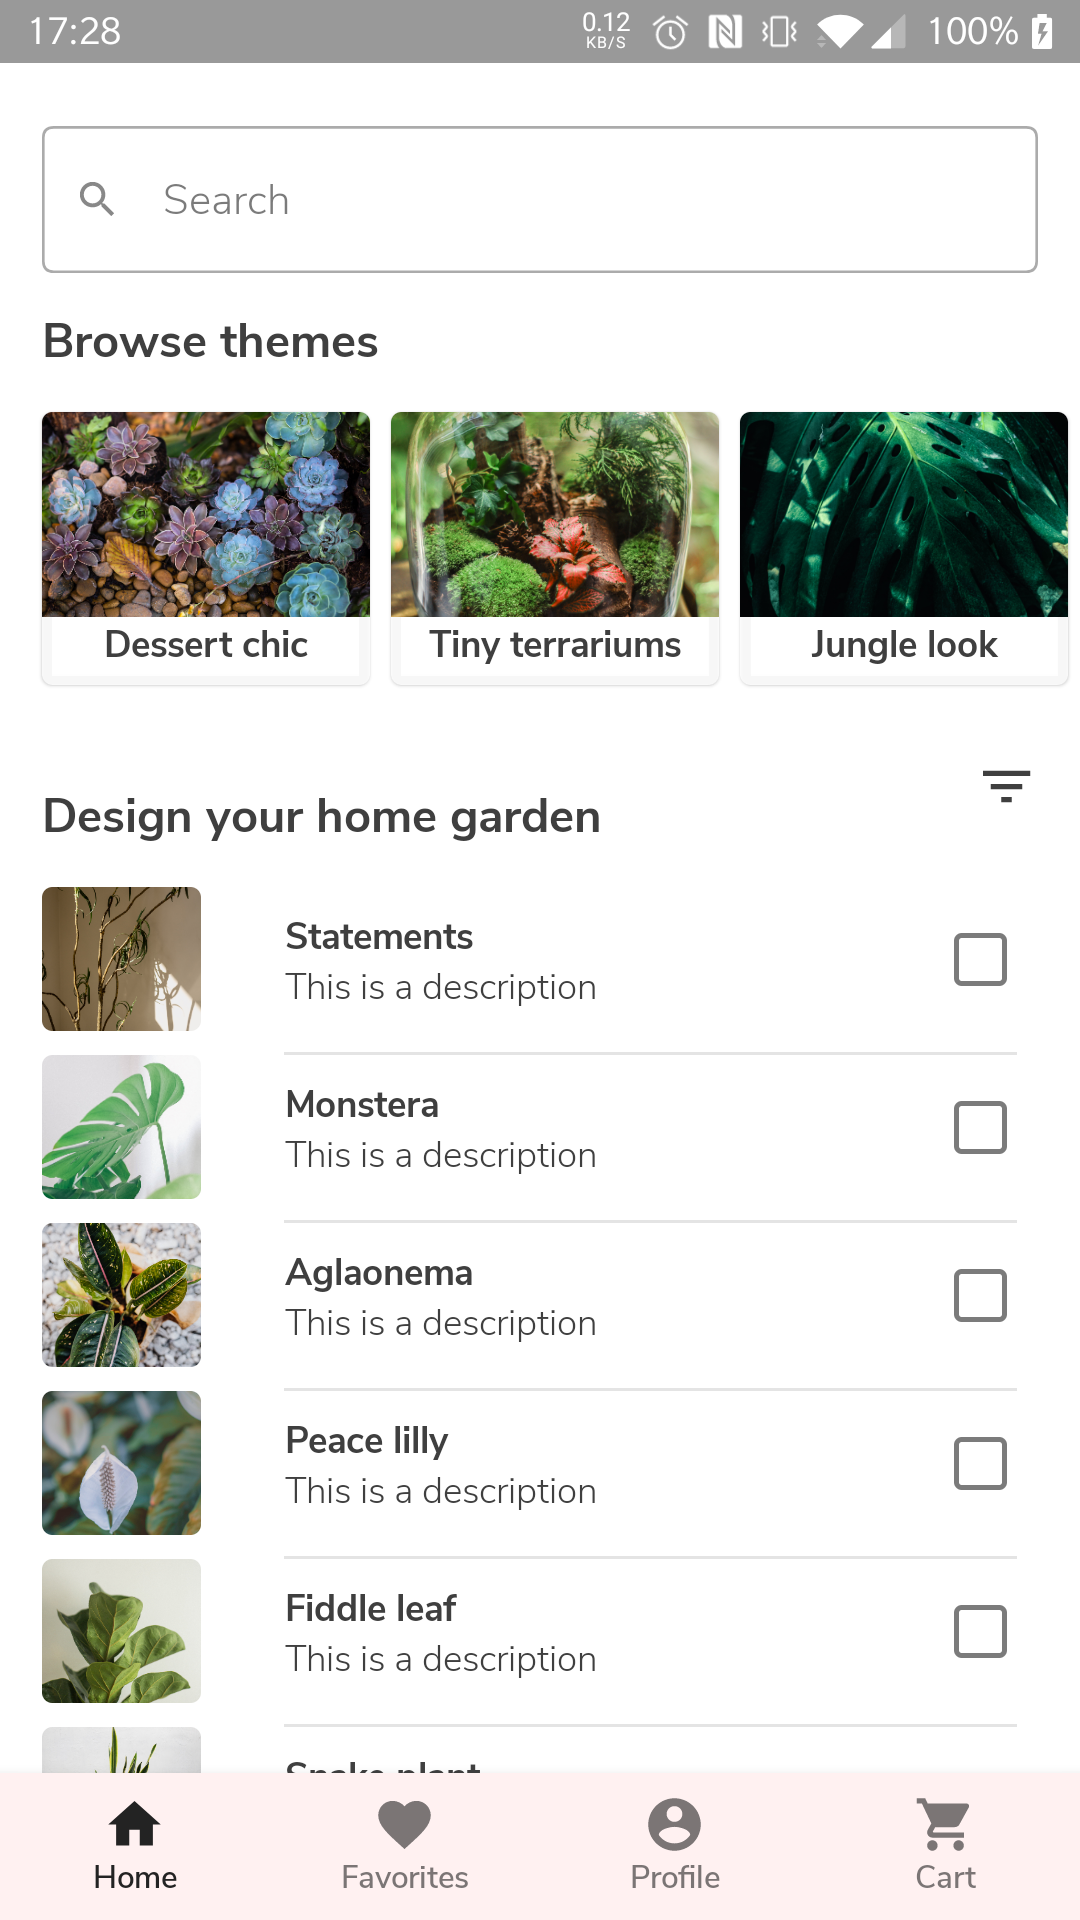 17:28 0.12 KB/S 100%
Search
Browse themes
Dessert chic Tiny terrariums Jungle look
Design your home garden
Statements
This is a description
Monstera
This is a description
Aglaonema
This is a description
Peace lilly
This is a description
Fiddle leaf
This is a description
Snake plant
Home Favorites Profile Cart